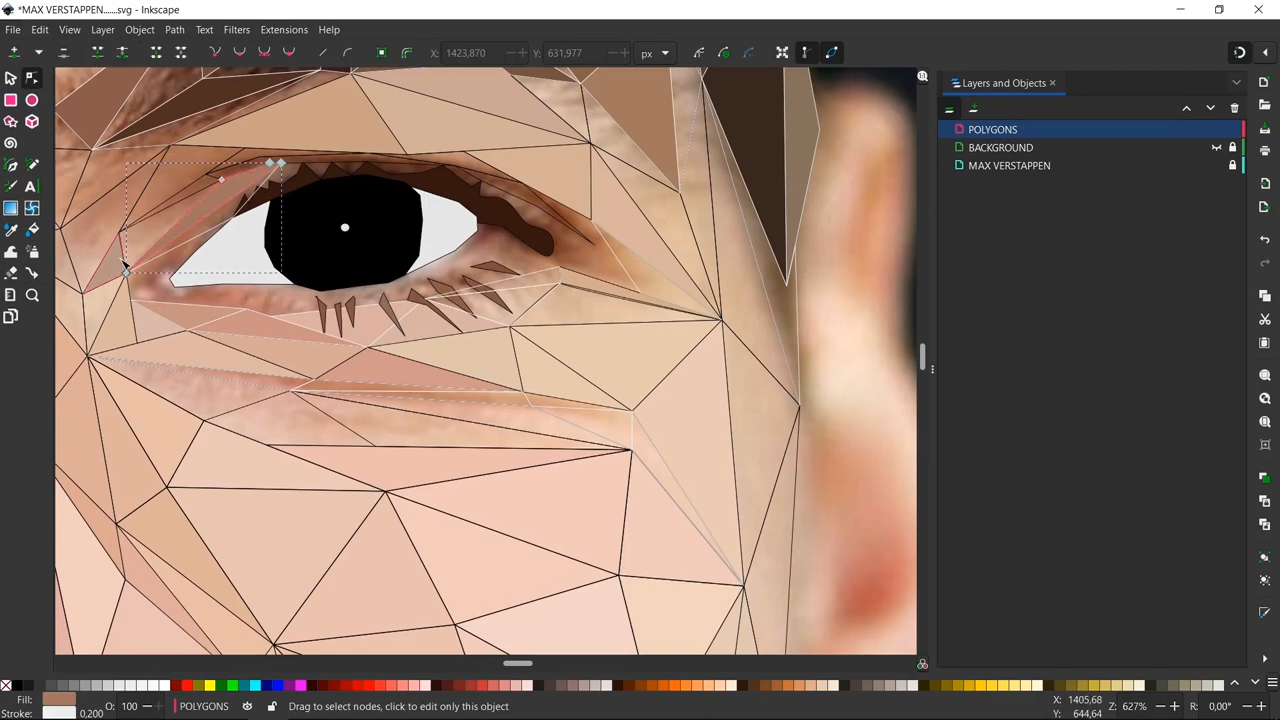 *MAX VERSTAPPEN......svg - Inkscape
File Edit View Layer Object Path Text Filters Extensions Help
X: 1423,870 Y: 631,977 px
Layers and Objects
POLYGONS
BACKGROUND
MAX VERSTAPPEN
Fill:
Stroke: 0,200
O: 100
POLYGONS
Drag to select nodes, click to edit only this object
X: 1405,68
Y: 644,64
Z: 627%
R: 0,00°